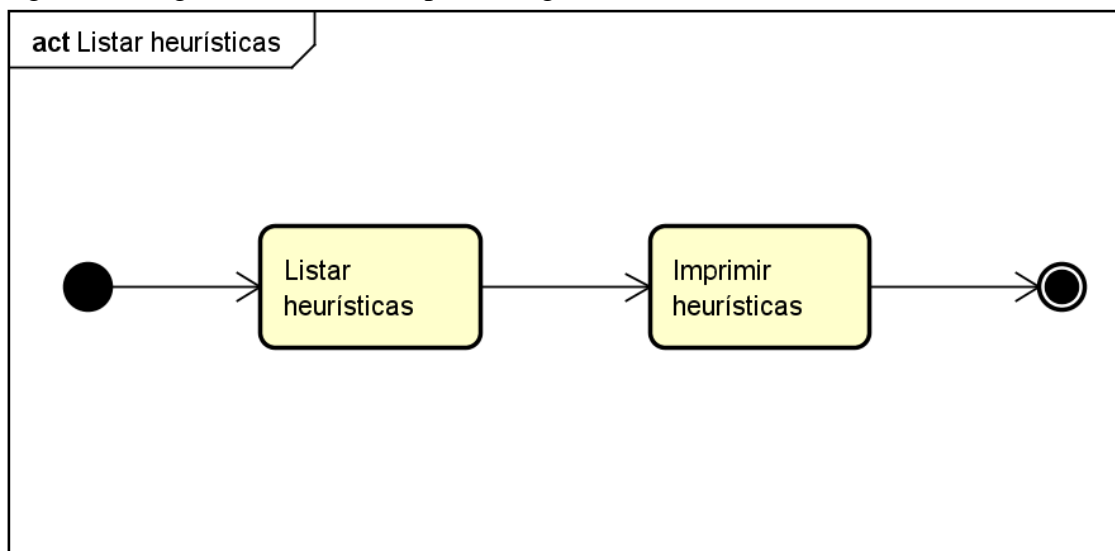 act Listar heurísticas
Listar
heurísticas
Imprimir
heurísticas